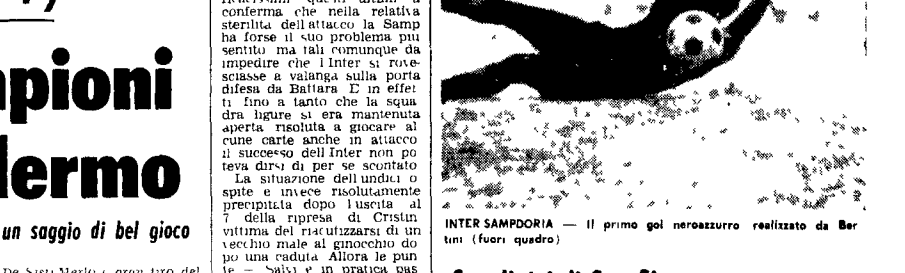 pioni
lermo
un saggio di bel gioco
De Sisti Merlo
conferma che nella relativa
sterilità dell attacco la Samp
ha forse il suo problema più
sentito ma tali comunque da
impedire che l Inter si rove-
sciasse a valanga sulla porta
difesa da Battara E in effet
ti fino a tanto che la squa
dra ligure si era mantenuta
aperta risoluta a giocare al
cune carte anche in attacco
il successo dell Inter non po
teva dirsi di per se scontato
La situazione dell undici o
spite e invece risolutamente
precipitata dopo l uscita al
7 della ripresa di Cristin
vittima del riacutizzarsi di un
vecchio male al ginocchio do
po una caduta Allora le pun
te — Salvi e in pratica pas
INTER SAMPDORIA — Il primo gol neroazzurro realizzato da Ber
tini (fuori quadro)